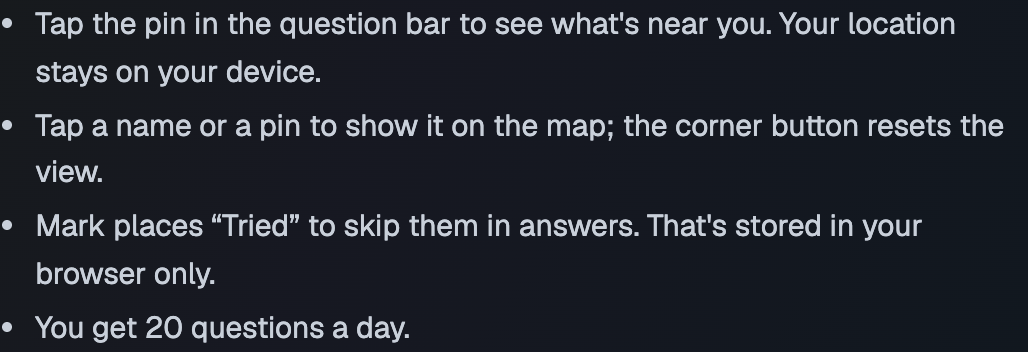 • Tap the pin in the question bar to see what's near you. Your location
stays on your device.
• Tap a name or a pin to show it on the map; the corner button resets the
view.
• Mark places “Tried” to skip them in answers. That's stored in your
browser only.
• You get 20 questions a day.